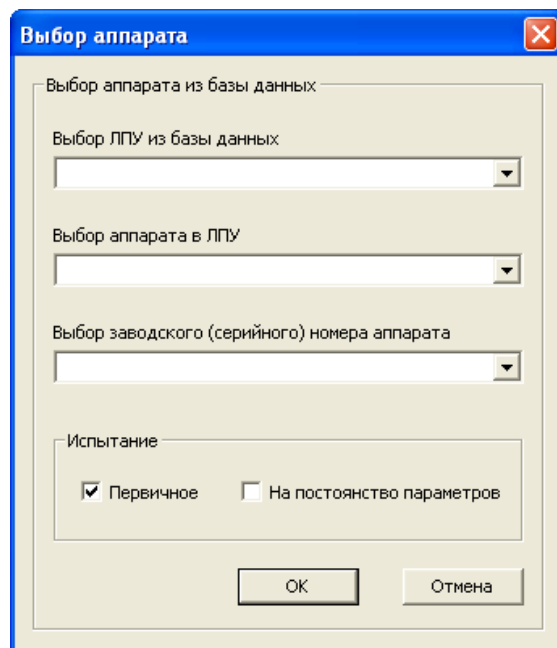 Выбор аппарата
Выбор аппарата из базы данных
Выбор ЛПУ из базы данных
Выбор аппарата в ЛПУ
Выбор заводского (серийного) номера аппарата
Испытание
Первичное На постоянство параметров
OK Отмена